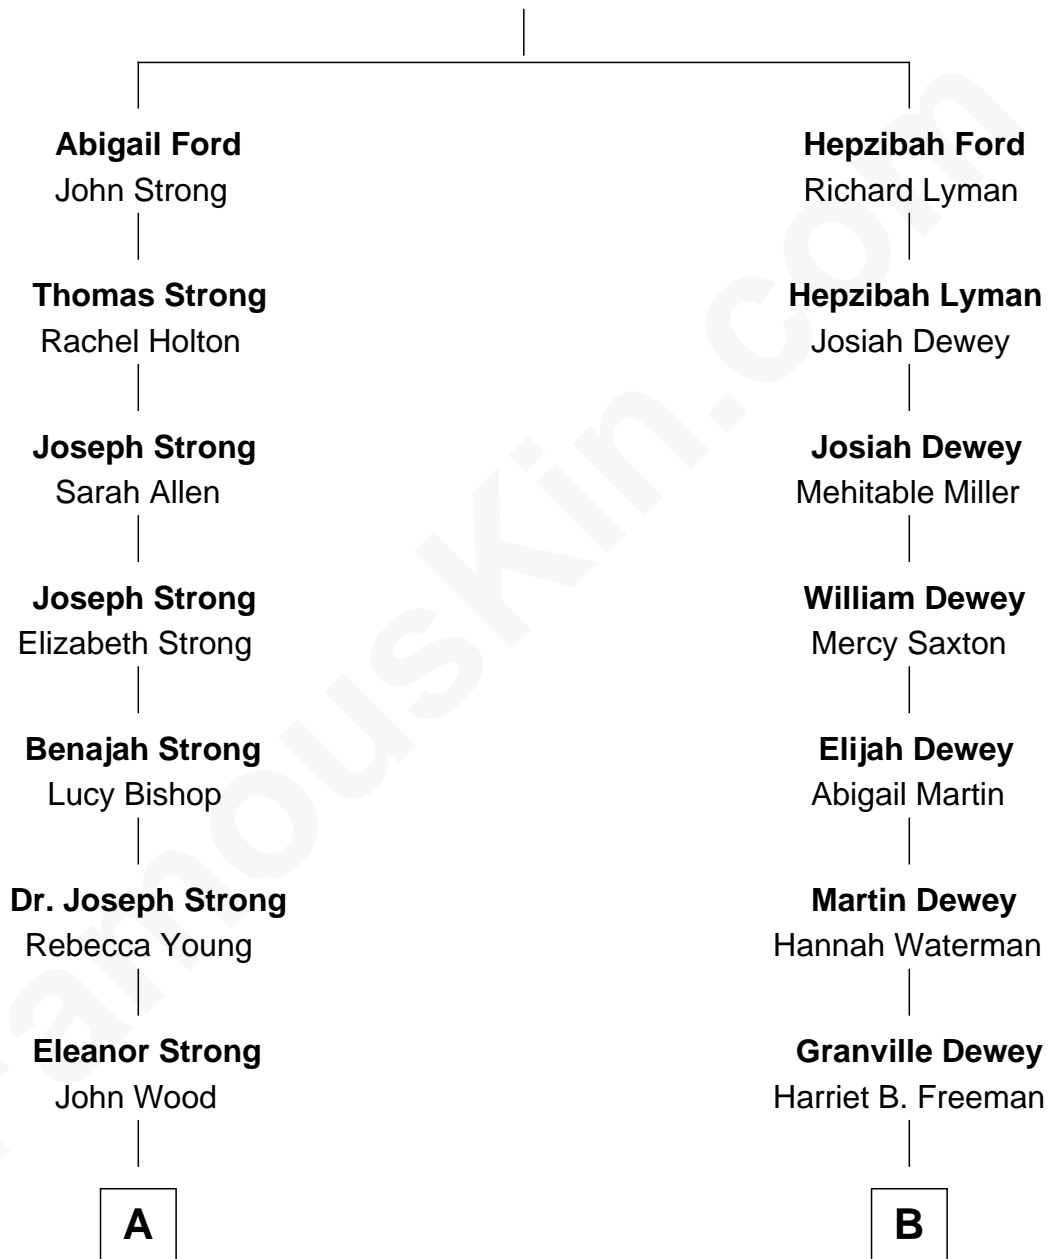 Abigail Ford
John Strong
Hepzibah Ford
Richard Lyman
Thomas Strong
Rachel Holton
Hepzibah Lyman
Josiah Dewey
Joseph Strong
Sarah Allen
Josiah Dewey
Mehitable Miller
Joseph Strong
Elizabeth Strong
William Dewey
Mercy Saxton
Benajah Strong
Lucy Bishop
Elijah Dewey
Abigail Martin
Dr. Joseph Strong
Rebecca Young
Martin Dewey
Hannah Waterman
Eleanor Strong
John Wood
Granville Dewey
Harriet B. Freeman
A
B
FamousKin.com